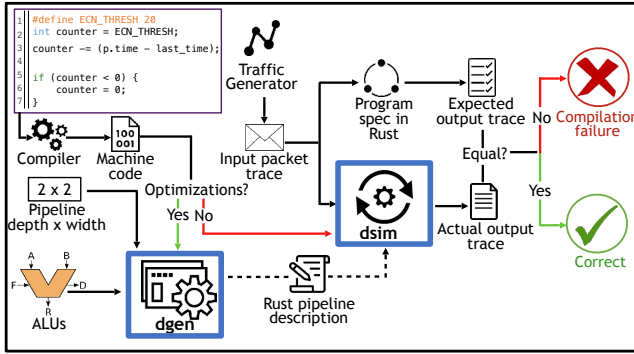 1 #define ECN_THRESH 20
2 int counter = ECN_THRESH;
3 counter -= (p.time - last_time);
4
5 if (counter < 0) {
6 counter = 0;
7 }
Traffic
Generator
Program
spec in
Rust
Expected
output trace
No
Compilation
failure
Compiler
100
001
Machine
code
Input packet
trace
Equal?
Yes
Optimizations?
Yes No
2 x 2
Pipeline
depth x width
dsim
Actual output
trace
Correct
A B
F D
R
ALUs
dgen
Rust pipeline
description